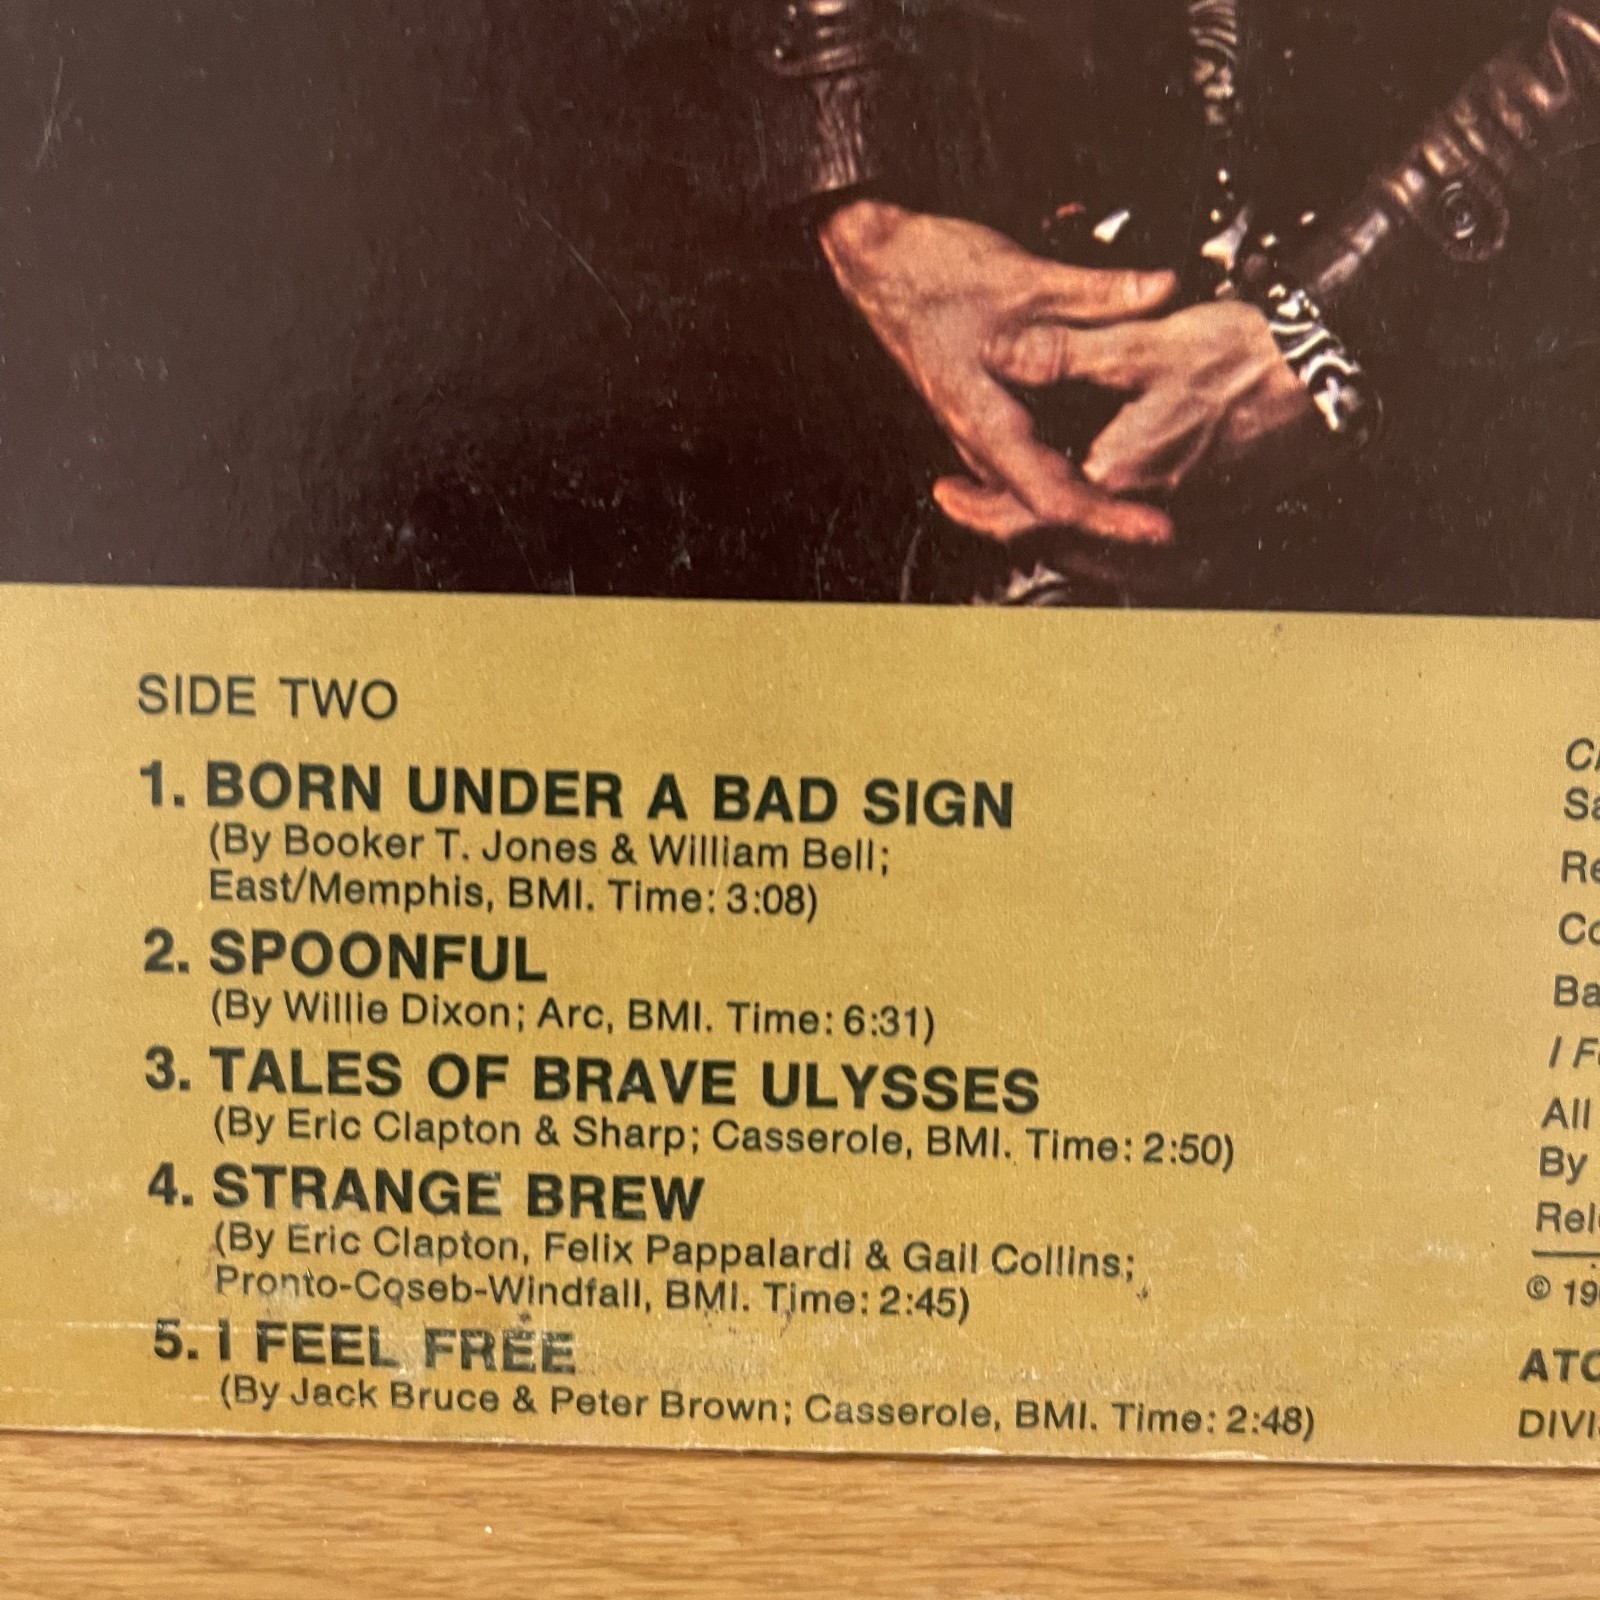 SIDE TWO
1. BORN UNDER A BAD SIGN
(By Booker T. Jones & William Bell;
East/Memphis, BMI. Time: 3:08)
2. SPOONFUL
(By Willie Dixon; Arc, BMI. Time: 6:31)
3. TALES OF BRAVE ULYSSES
(By Eric Clapton & Sharp; Casserole, BMI. Time: 2:50)
4. STRANGE BREW
(By Eric Clapton, Felix Pappalardi & Gail Collins;
Pronto-Coseb-Windfall, BMI. Time: 2:45)
5. I FEEL FREE
(By Jack Bruce & Peter Brown; Casserole, BMI. Time: 2:48)
I
All
By
©